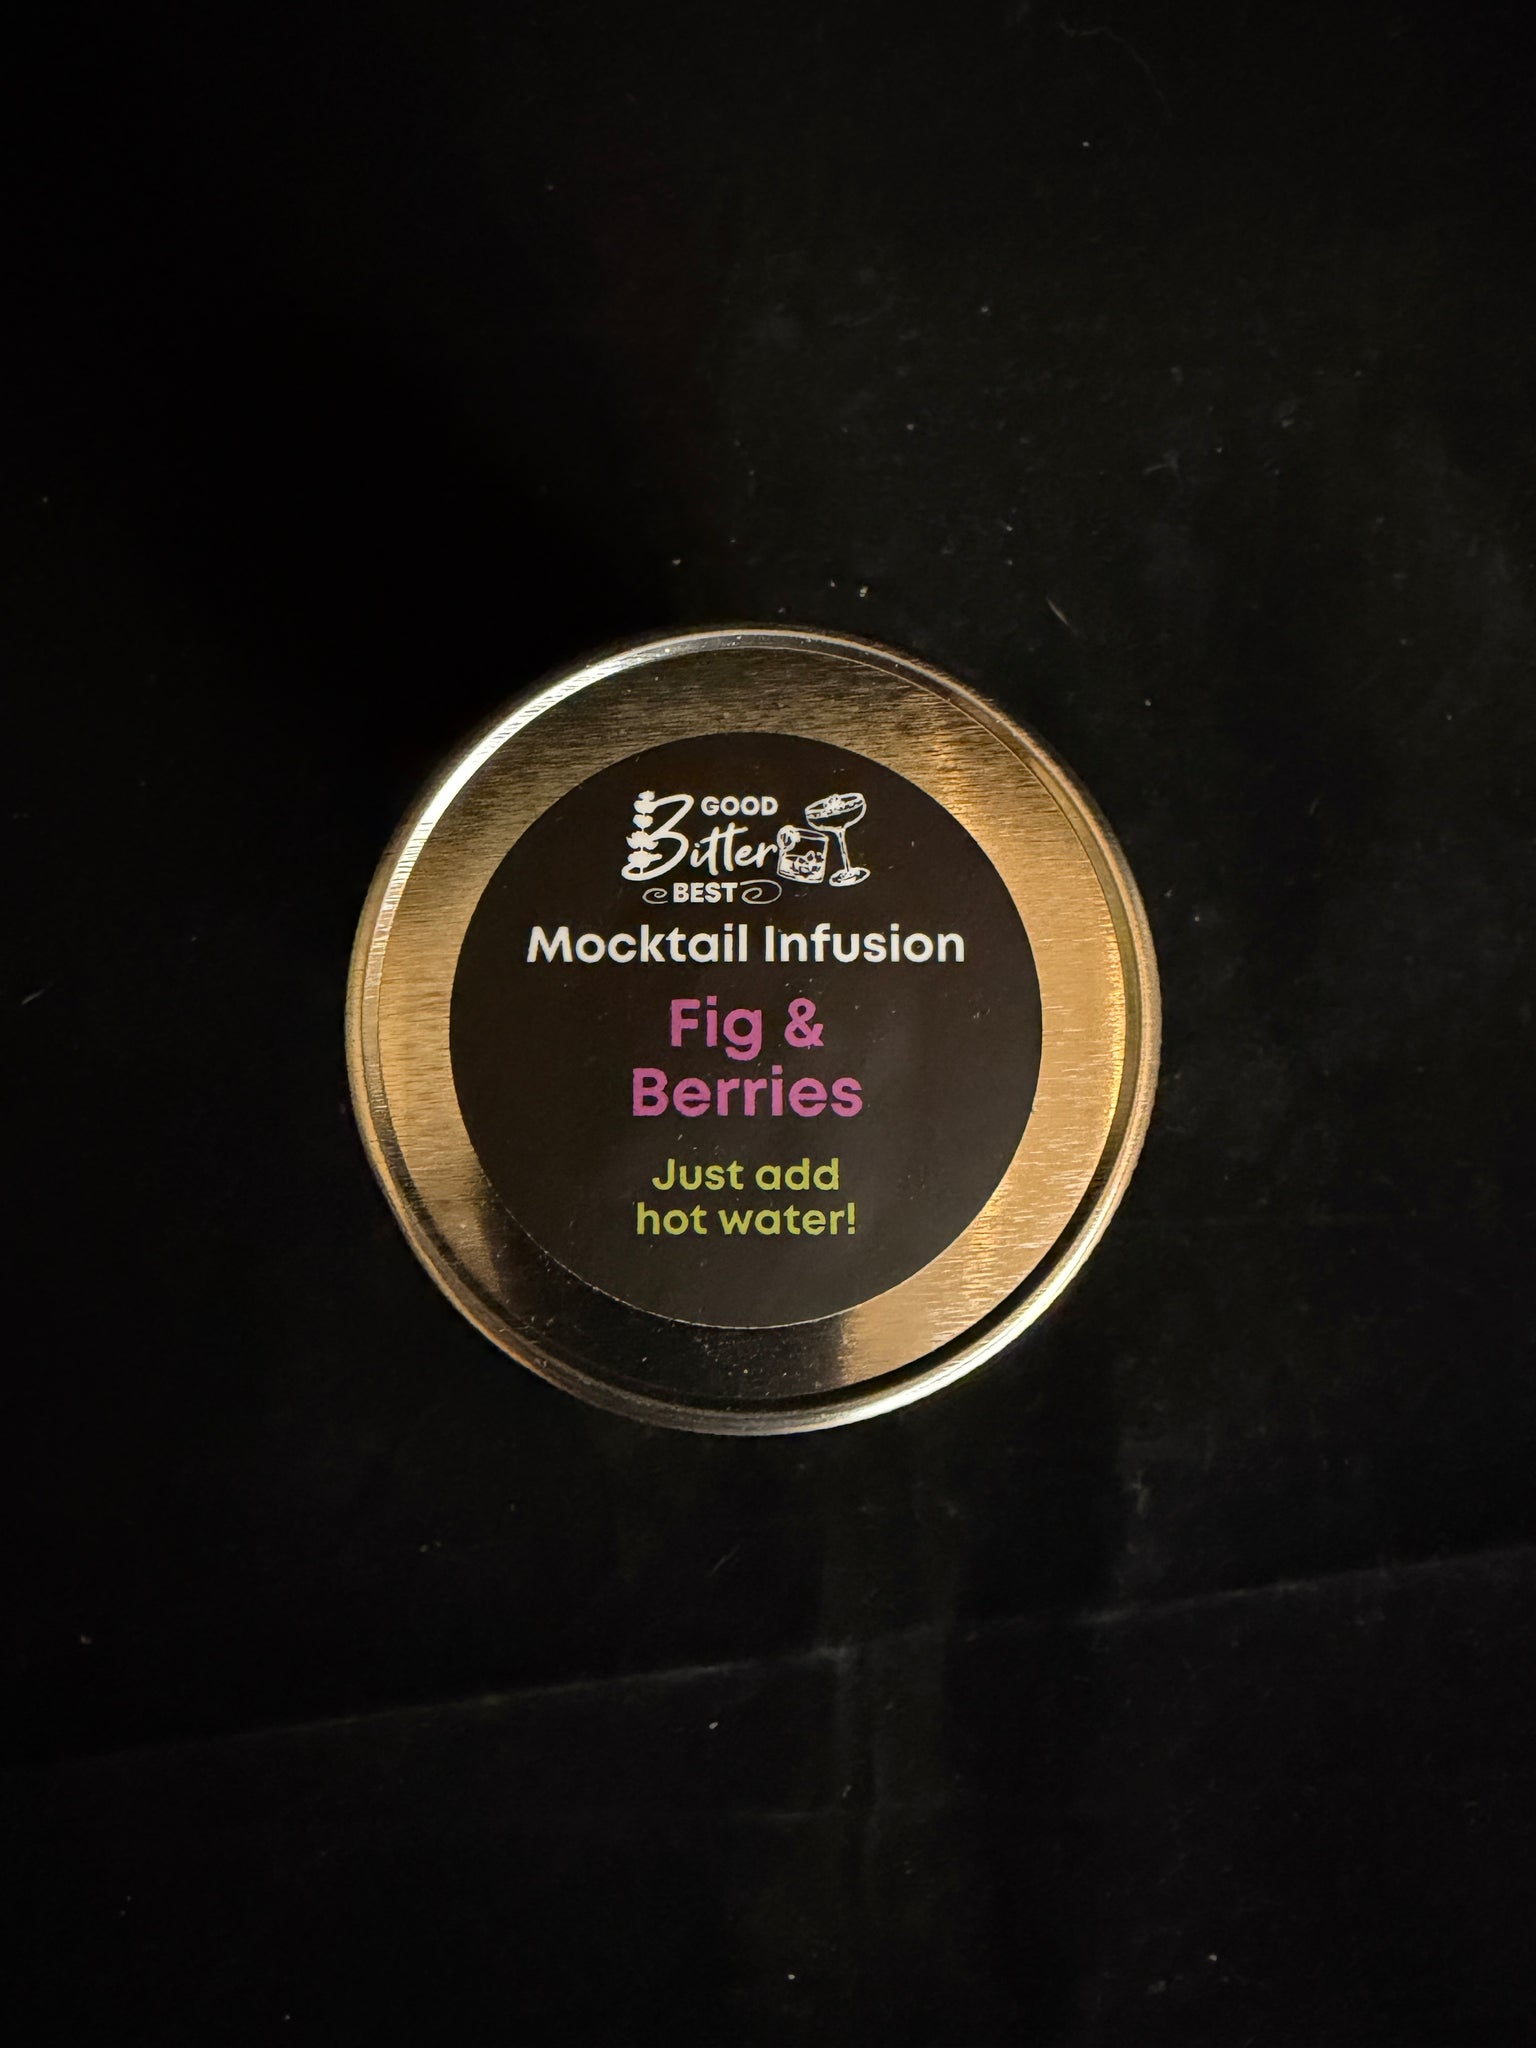 GOOD
Bitter
BEST
Mocktail Infusion
Fig &
Berries
Just add
hot water!